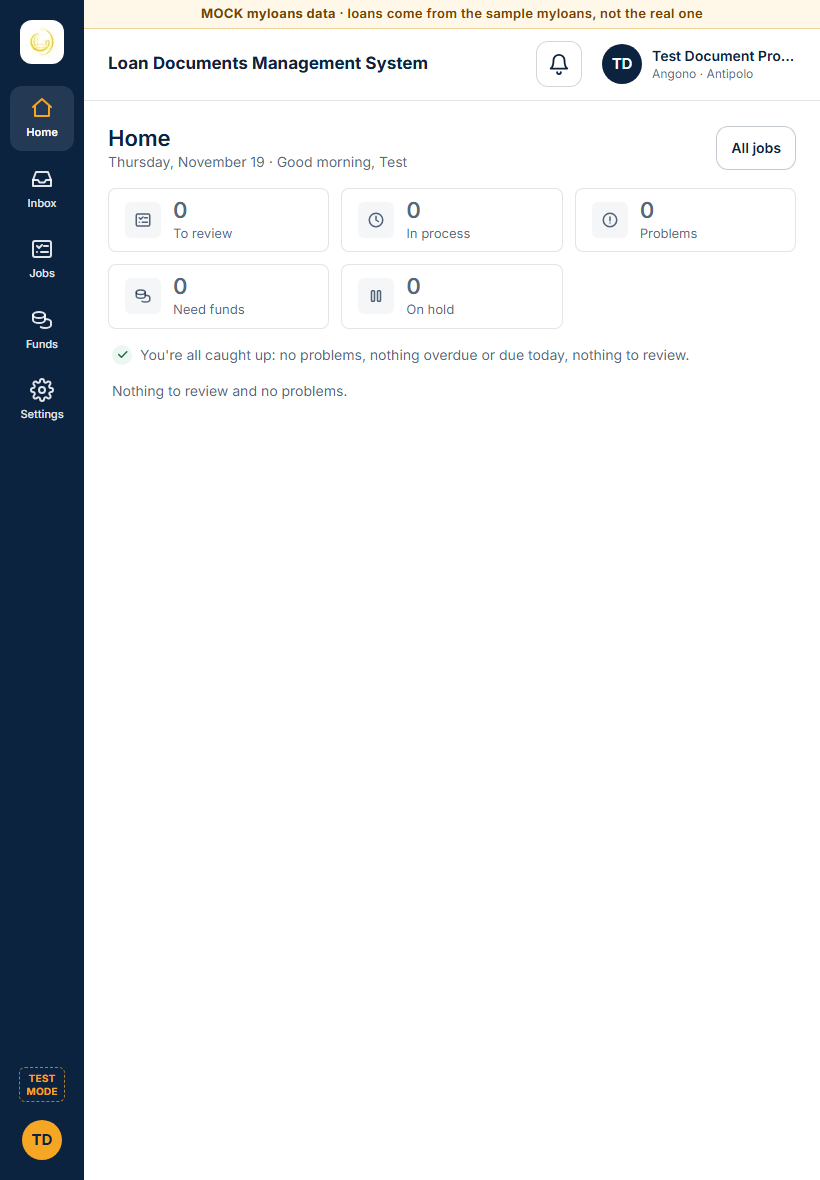 MOCK myloans data · loans come from the sample myloans, not the real one
Loan Documents Management System
TD
Test Document Pro...
Angono · Antipolo
Home
Inbox
Jobs
Funds
Settings
TEST
MODE
TD
Home
Thursday, November 19 · Good morning, Test
All jobs
0
To review
0
In process
0
Problems
0
Need funds
0
On hold
You're all caught up: no problems, nothing overdue or due today, nothing to review.
Nothing to review and no problems.